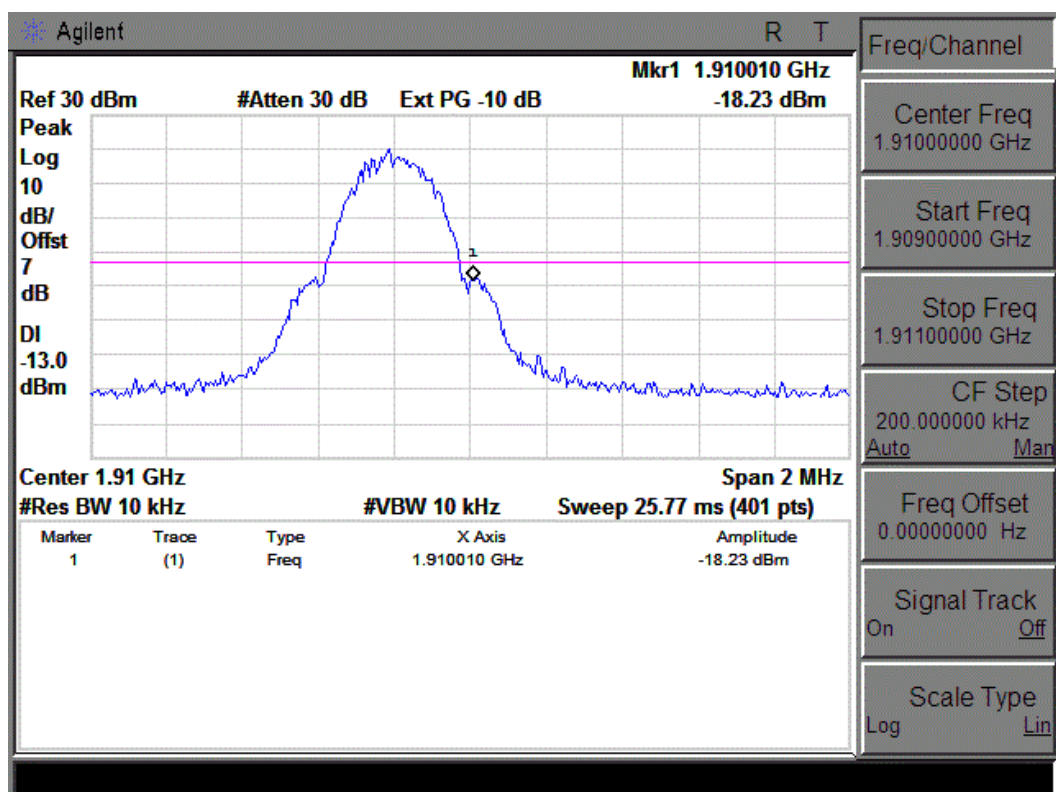 Agilent R T
Mkr1 1.910010 GHz
Ref 30 dBm #Atten 30 dB Ext PG -10 dB -18.23 dBm
Peak
Log
10
dB/
Offst
7
dB
DI
-13.0
dBm
1
Center 1.91 GHz Span 2 MHz
#Res BW 10 kHz #VBW 10 kHz Sweep 25.77 ms (401 pts)
Marker Trace Type X Axis Amplitude
1 (1) Freq 1.910010 GHz -18.23 dBm
Freq/Channel
Center Freq
1.91000000 GHz
Start Freq
1.90900000 GHz
Stop Freq
1.91100000 GHz
CF Step
200.000000 kHz
Auto Man
Freq Offset
0.00000000 Hz
Signal Track
On Off
Scale Type
Log Lin